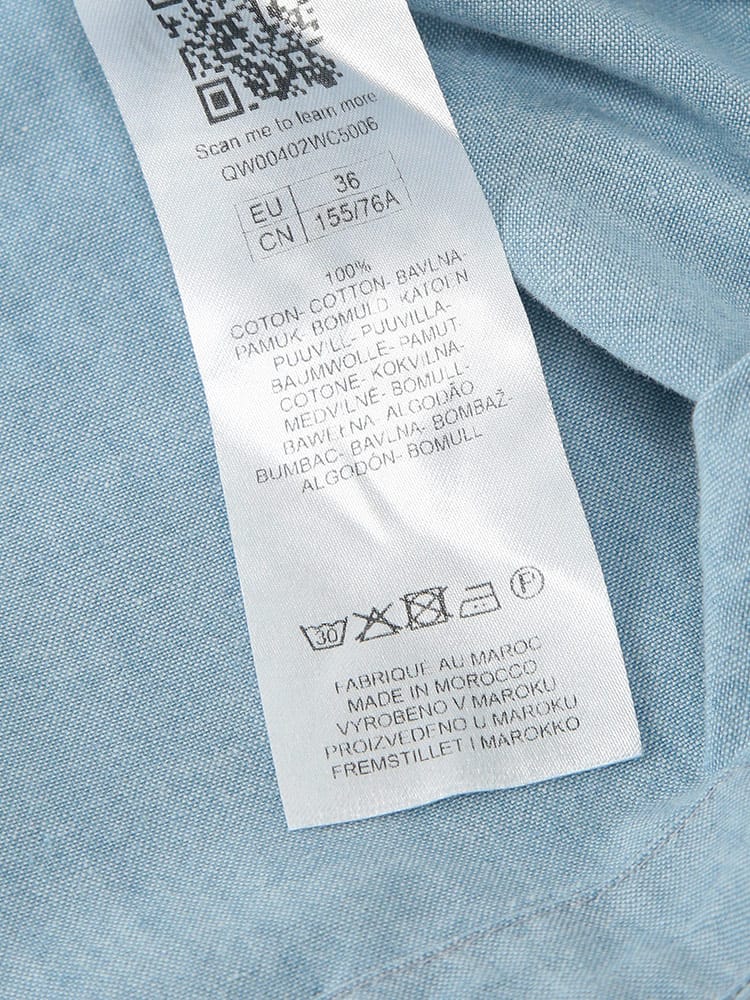 Scan me to learn more
QW00402WC5006
EU 36
CN 155/76A
100%
COTON- COTTON- BAVLNA-
PAMUK- BOMULD KATOEN
PUUVILL- PUUVILLA-
BAUMWOLLE- PAMUT-
COTONE- KOKVILNA-
MEDVILNĖ- BOMULL-
BAWEŁNA- ALGODÃO
BUMBAC- BAVLNA- BOMBAŽ-
ALGODÓN- BOMULL
30
F
FABRIQUE AU MAROC
MADE IN MOROCCO
VYROBENO V MAROKU
PROIZVEDENO U MAROKU
FREMSTILLET I MAROKKO